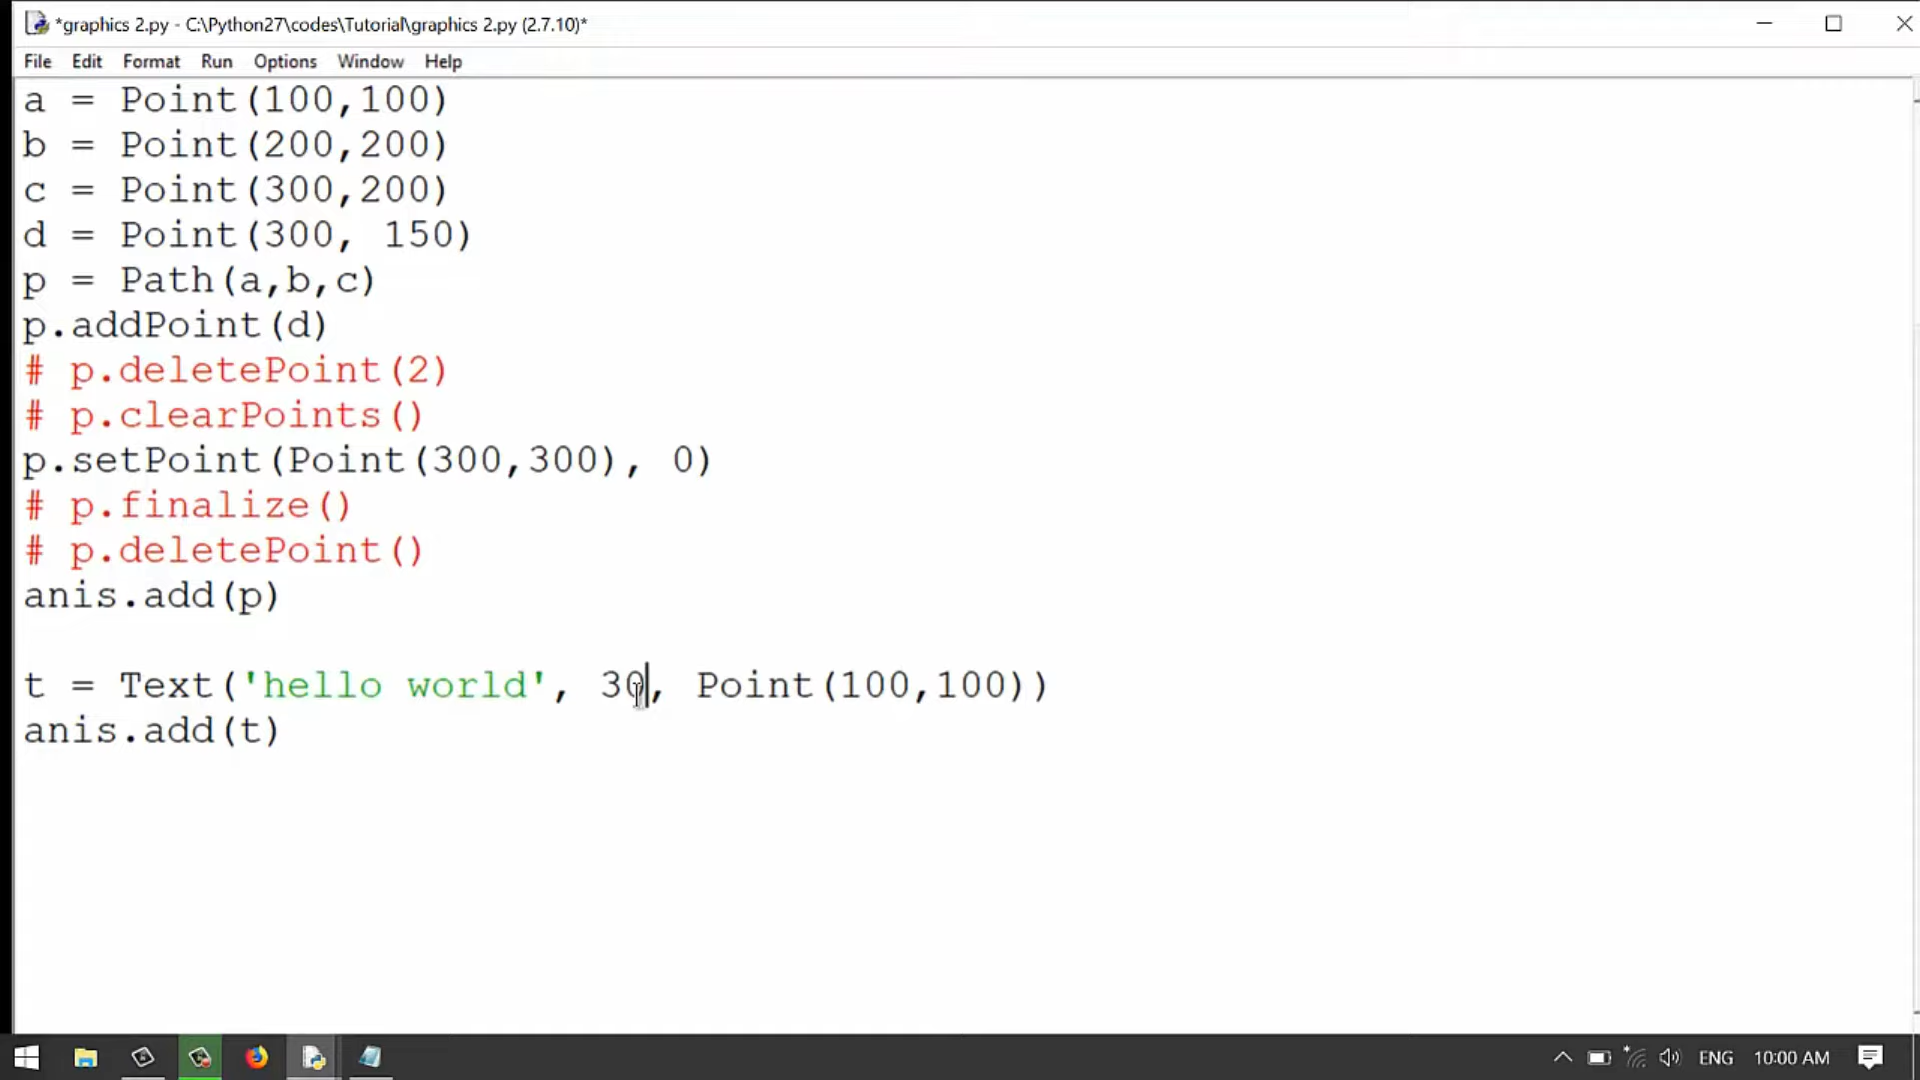 *graphics 2.py - C:\Python27\codes\Tutorial\graphics 2.py (2.7.10)*
File Edit Format Run Options Window Help
a = Point(100,100)
b = Point(200,200)
c = Point(300,200)
d = Point(300, 150)
p = Path(a,b,c)
p.addPoint(d)
# p.deletePoint(2)
# p.clearPoints()
p.setPoint(Point(300,300), 0)
# p.finalize()
# p.deletePoint()
anis.add(p)
t = Text('hello world', 30, Point(100,100))
anis.add(t)
ENG 10:00 AM